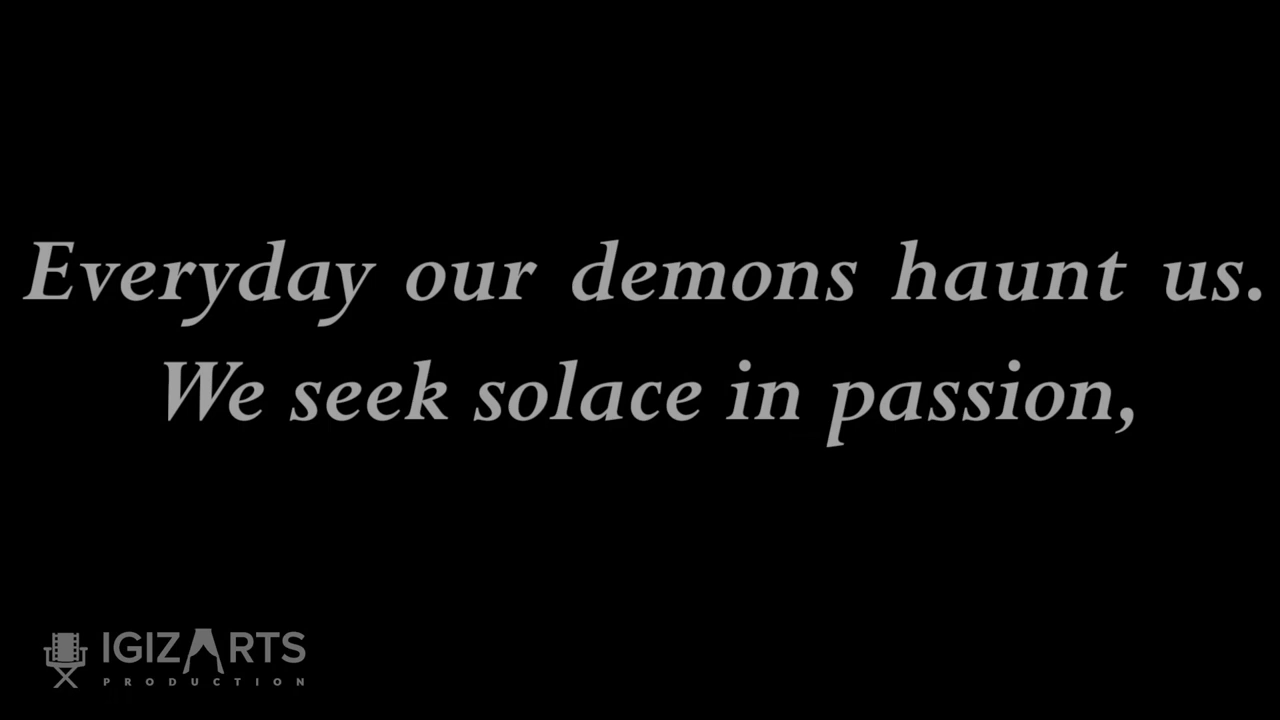 Everyday our demons haunt us.
We seek solace in passion,
IGIZARTS
PRODUCTION